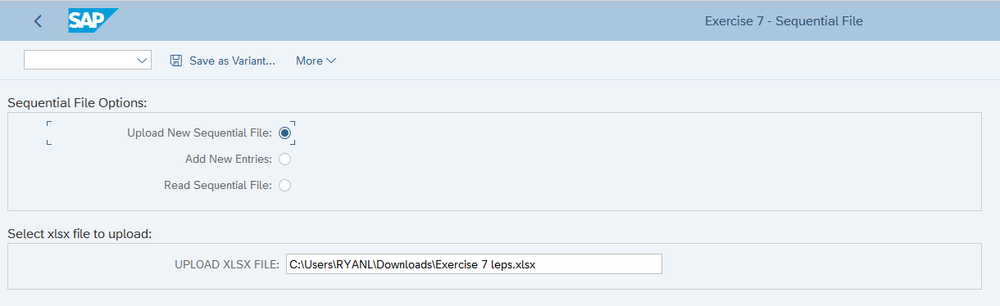 SAP
Exercise 7 - Sequential File
Save as Variant...
More
Sequential File Options:
Upload New Sequential File:
Add New Entries:
Read Sequential File:
Select xlsx file to upload:
UPLOAD XLSX FILE: C:\Users\RYANL\Downloads\Exercise 7 leps.xlsx